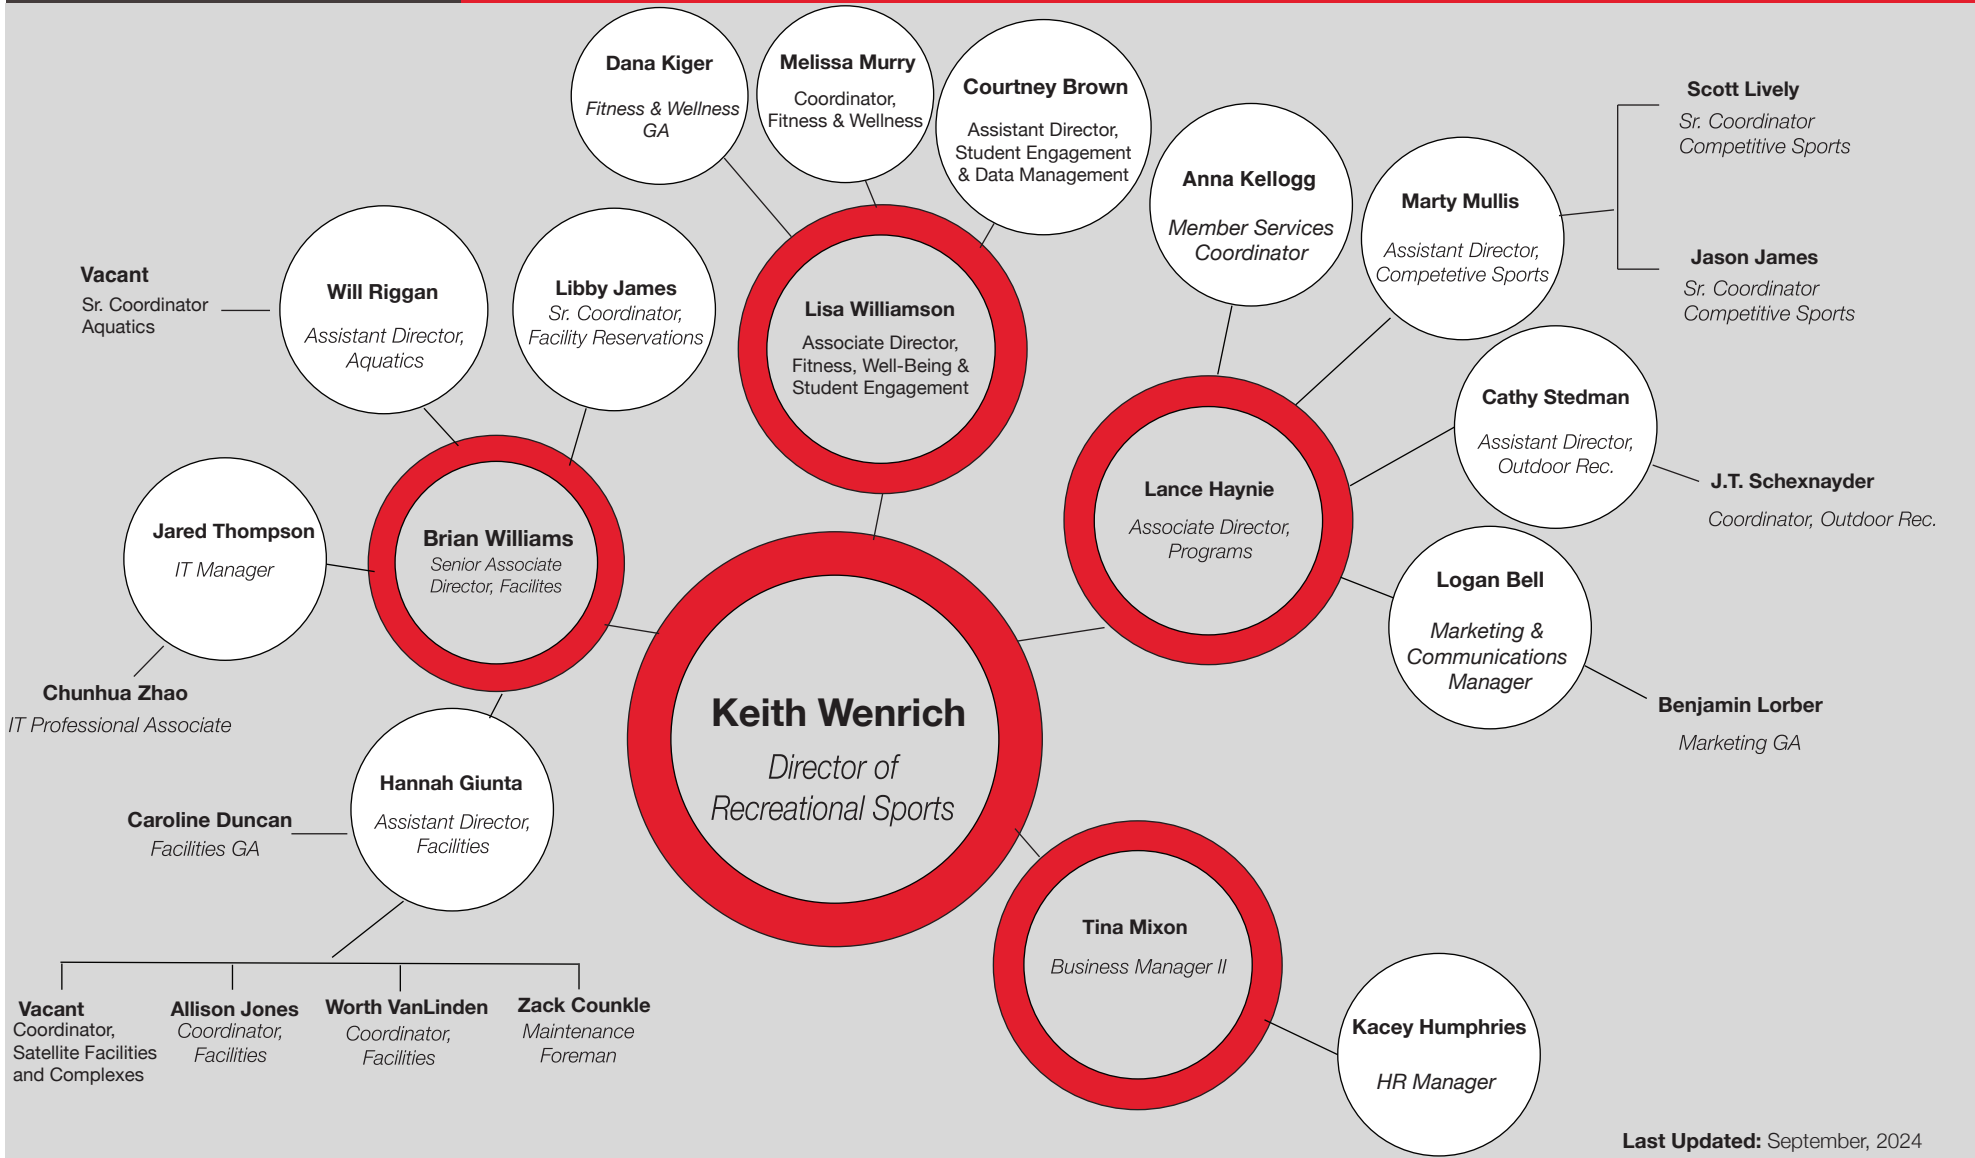 Dana Kiger
Fitness & Wellness
GA
Melissa Murry
Coordinator,
Fitness & Wellness
Courtney Brown
Assistant Director,
Student Engagement
& Data Management
Anna Kellogg
Member Services
Coordinator
Marty Mullis
Assistant Director,
Competetive Sports
Scott Lively
Sr. Coordinator
Competitive Sports
Jason James
Sr. Coordinator
Competitive Sports
Vacant
Sr. Coordinator
Aquatics
Will Riggan
Assistant Director,
Aquatics
Libby James
Sr. Coordinator,
Facility Reservations
Lisa Williamson
Associate Director,
Fitness, Well-Being &
Student Engagement
Cathy Stedman
Assistant Director,
Outdoor Rec.
J.T. Schexnayder
Coordinator, Outdoor Rec.
Lance Haynie
Associate Director,
Programs
Jared Thompson
IT Manager
Brian Williams
Senior Associate
Director, Facilites
Logan Bell
Marketing &
Communications
Manager
Benjamin Lorber
Marketing GA
Chunhua Zhao
IT Professional Associate
Keith Wenrich
Director of
Recreational Sports
Hannah Giunta
Assistant Director,
Facilities
Caroline Duncan
Facilities GA
Tina Mixon
Business Manager II
Vacant
Coordinator,
Satellite Facilities
and Complexes
Allison Jones
Coordinator,
Facilities
Worth VanLinden
Coordinator,
Facilities
Zack Counkle
Maintenance
Foreman
Kacey Humphries
HR Manager
Last Updated: September, 2024